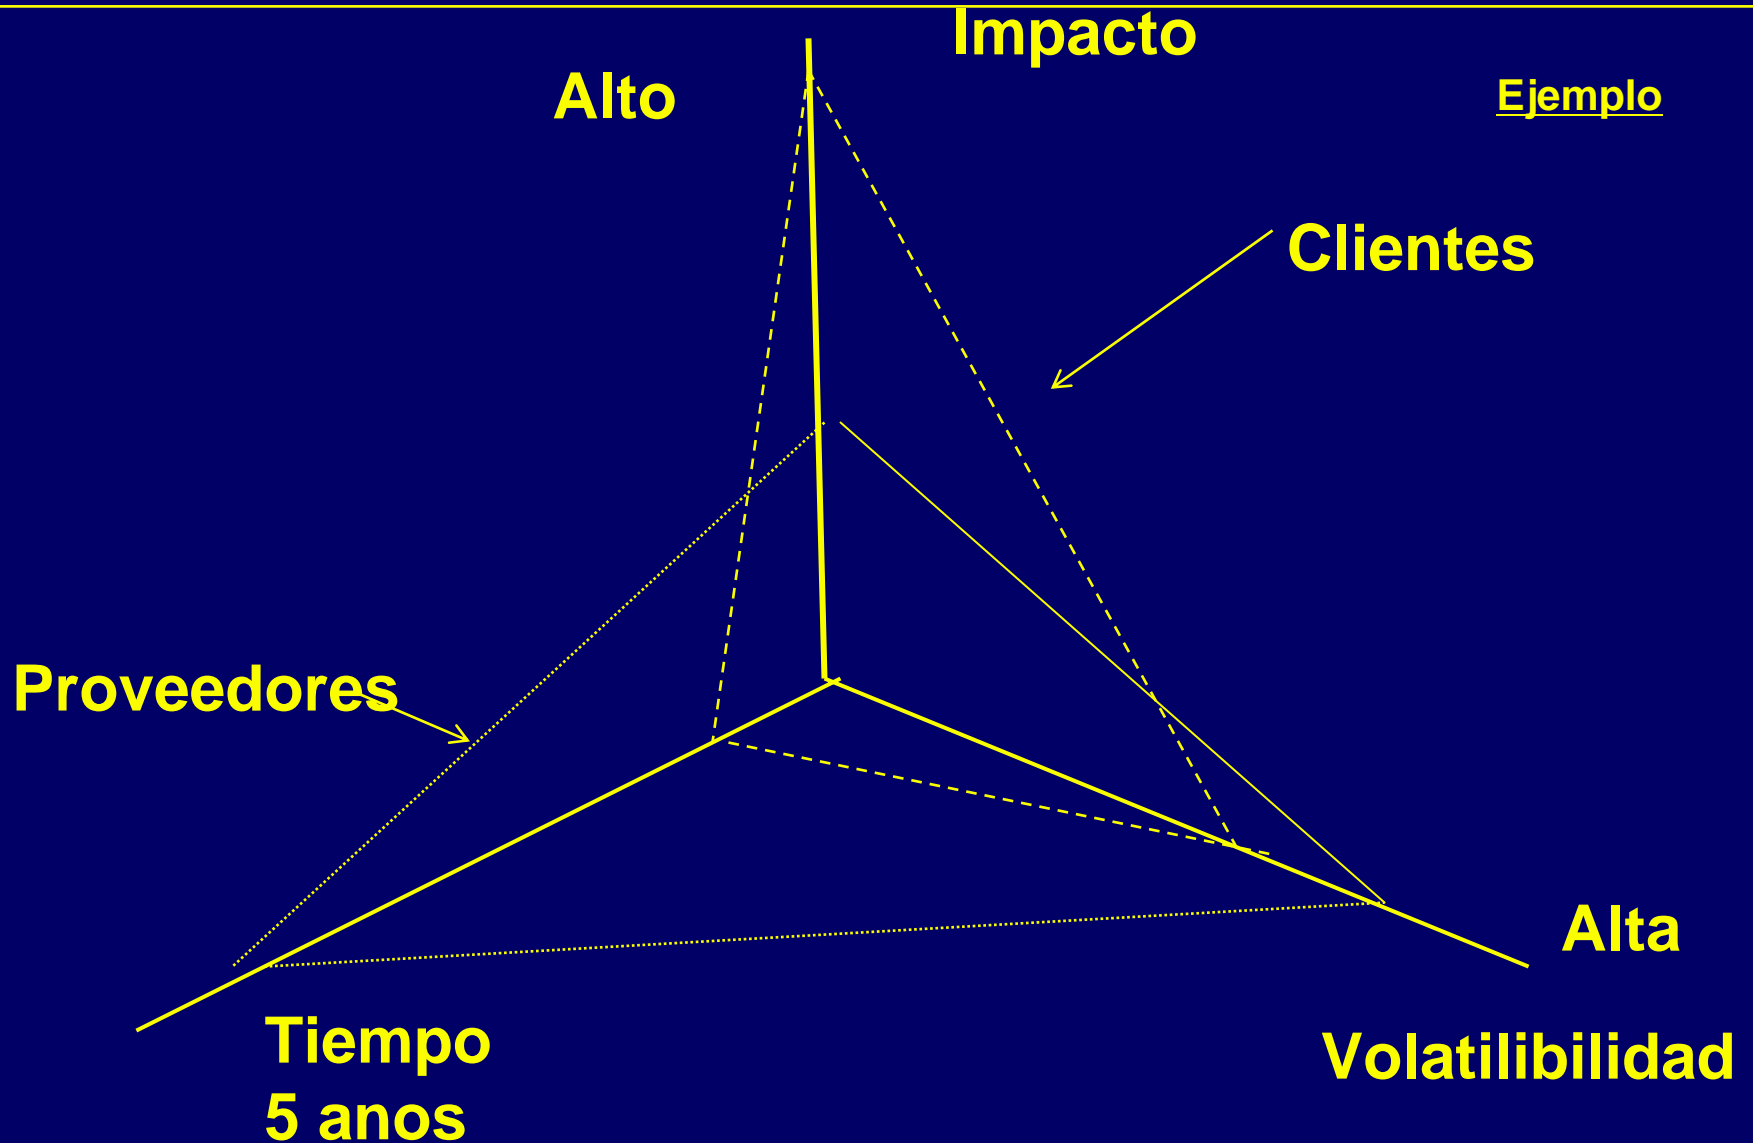 Impacto
Alto
Ejemplo
Clientes
Proveedores
Alta
Tiempo
5 anos
Volatilibilidad